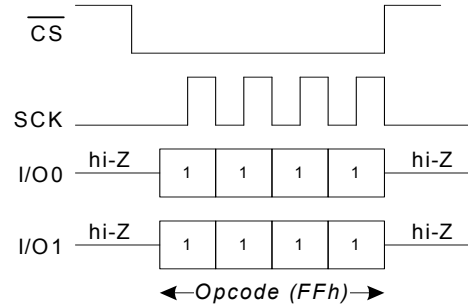 CS
SCK
hi-Z hi-Z
I/O0 1 1 1 1
hi-Z hi-Z
I/O1 1 1 1 1
Opcode (FFh)